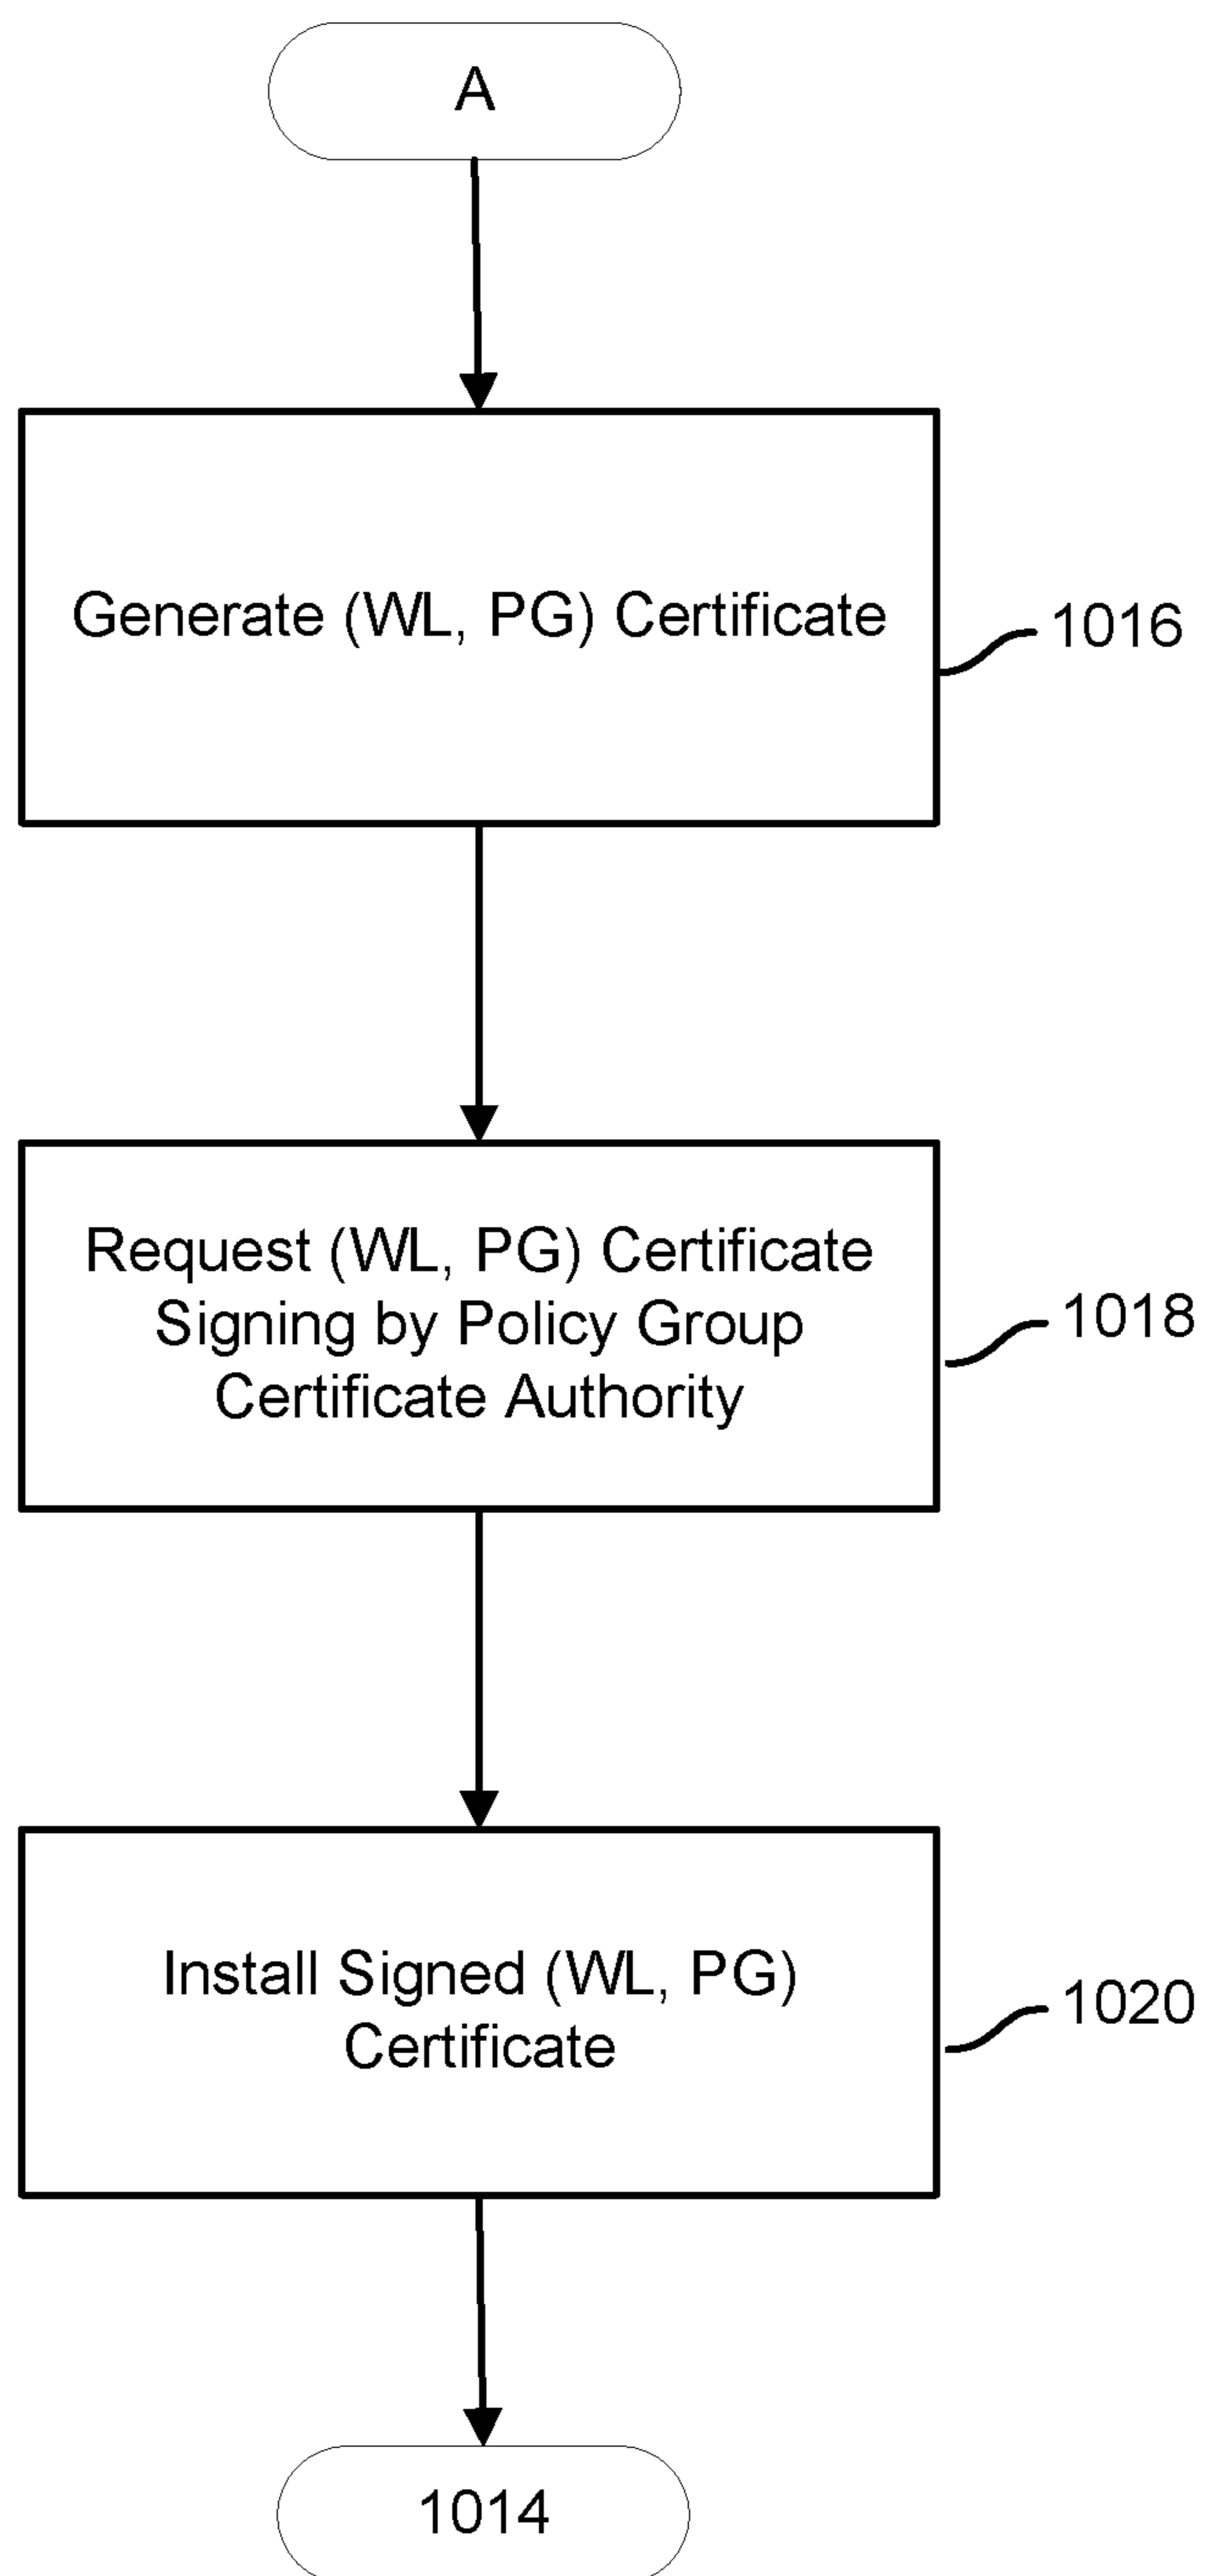 A
Generate (WL, PG) Certificate
1016
Request (WL, PG) Certificate
Signing by Policy Group
Certificate Authority
1018
Install Signed (WL, PG)
Certificate
1020
1014